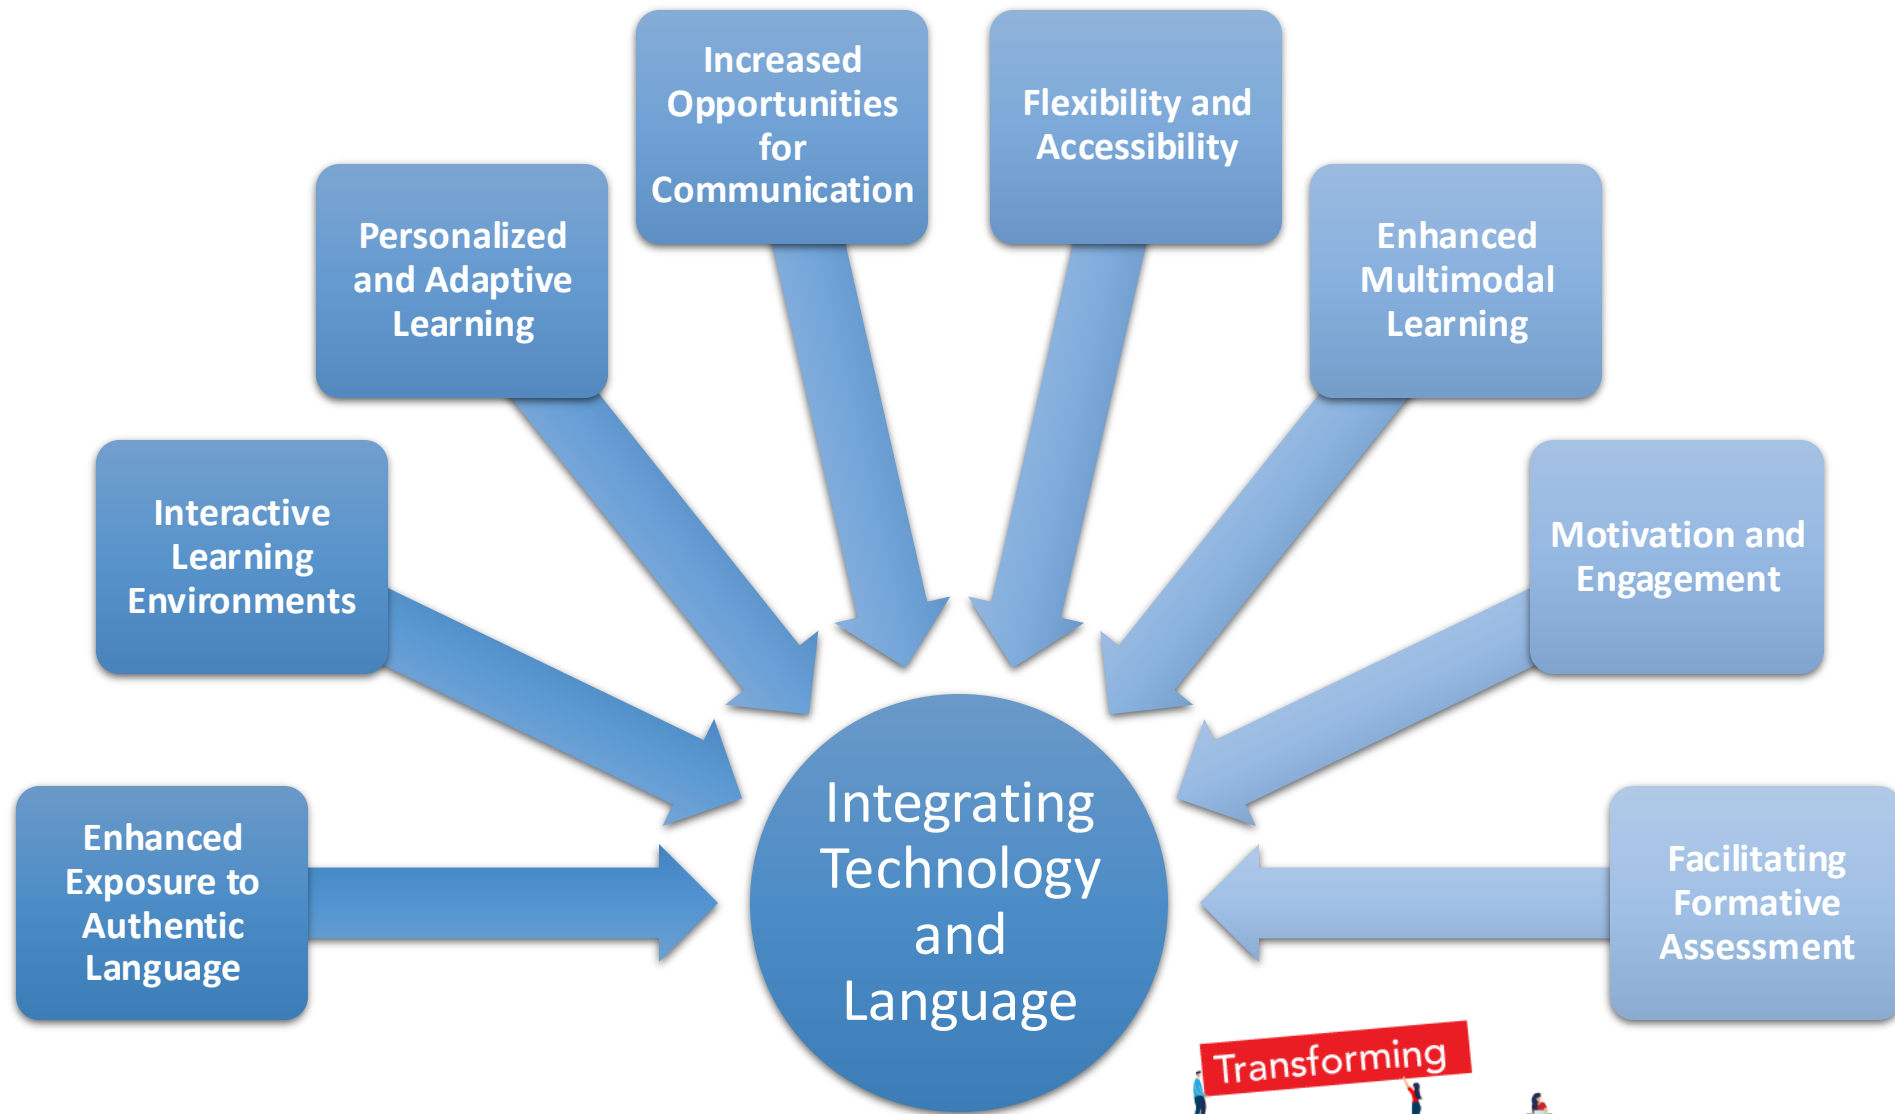 Enhanced
Exposure to
Authentic
Language
Interactive
Learning
Environments
Personalized
and Adaptive
Learning
Increased
Opportunities
for
Communication
Flexibility and
Accessibility
Enhanced
Multimodal
Learning
Motivation and
Engagement
Facilitating
Formative
Assessment
Integrating
Technology
and
Language
Transforming